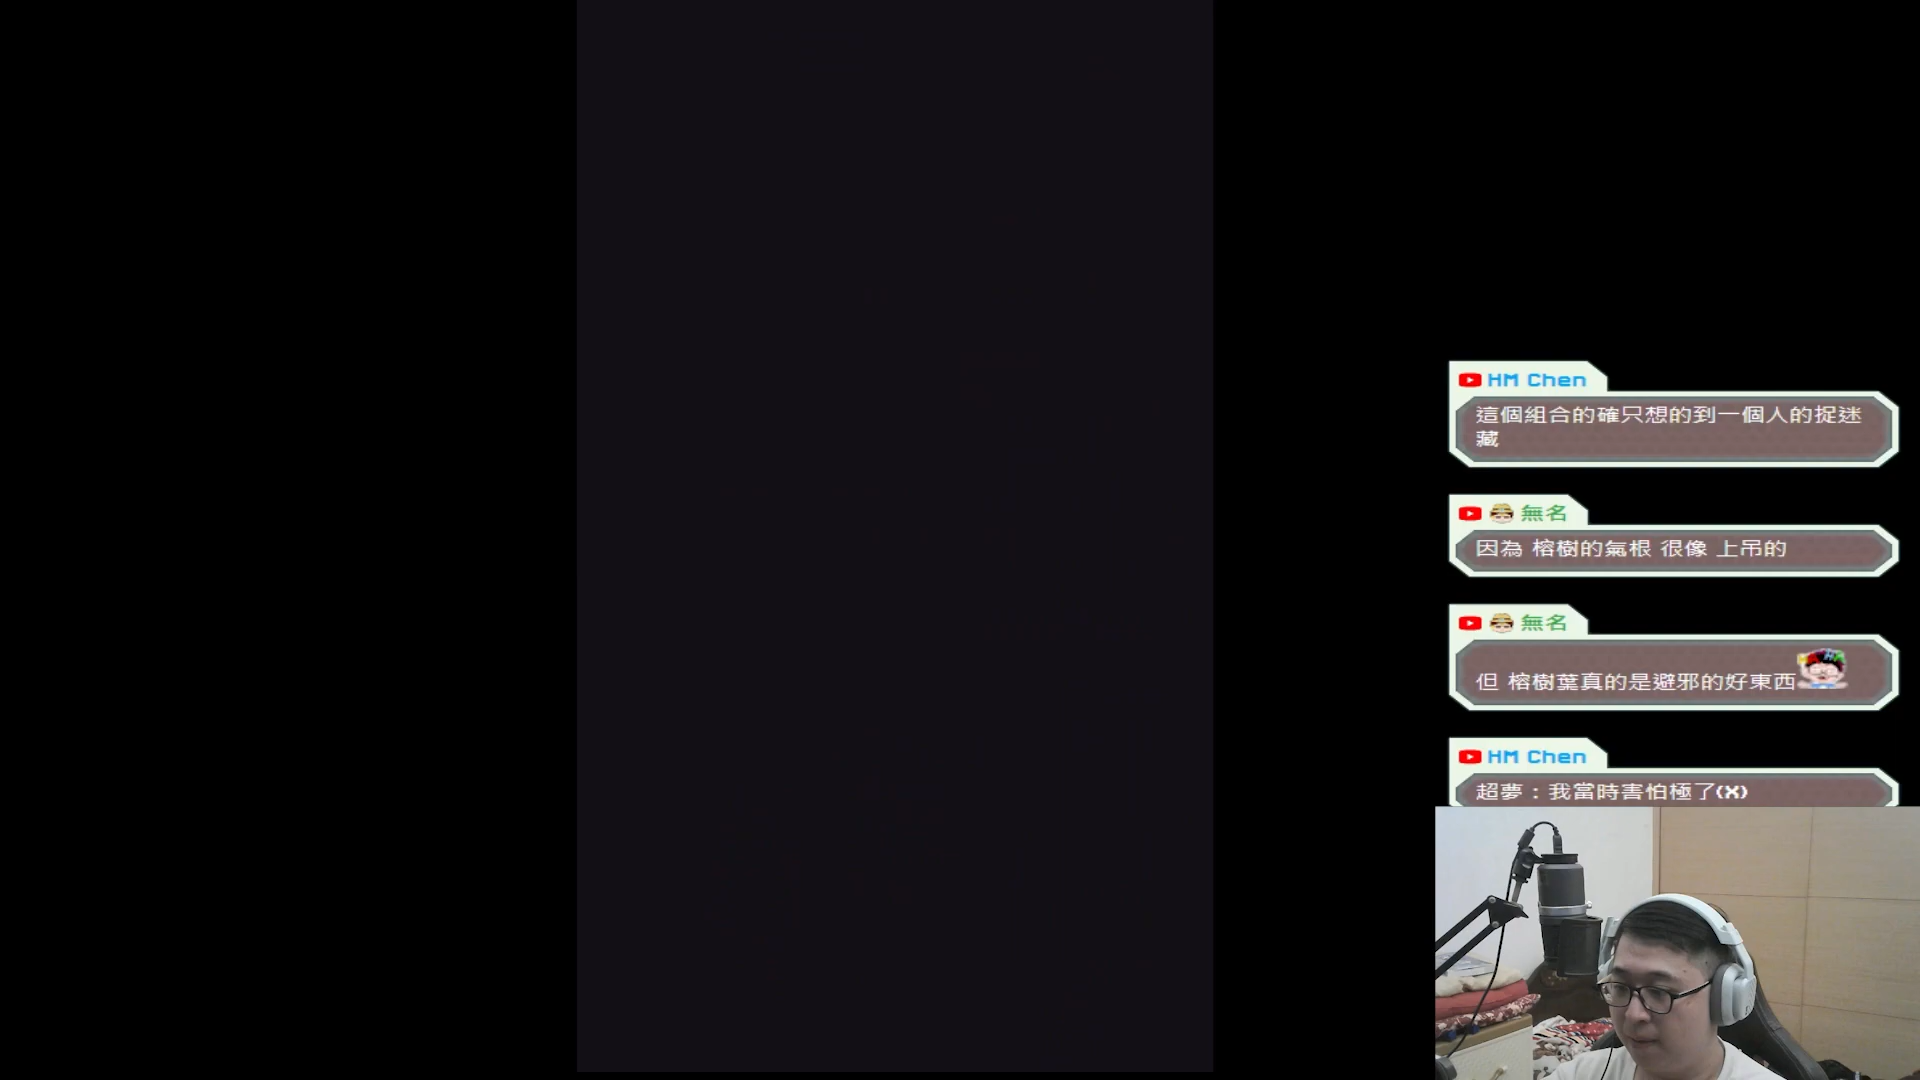 HM Chen
這個組合的確只想的到一個人的捉迷
藏
無名
因為 榕樹的氣根 很像 上吊的
無名
但 榕樹葉真的是避邪的好東西
HM Chen
超夢：我當時害怕極了(X)